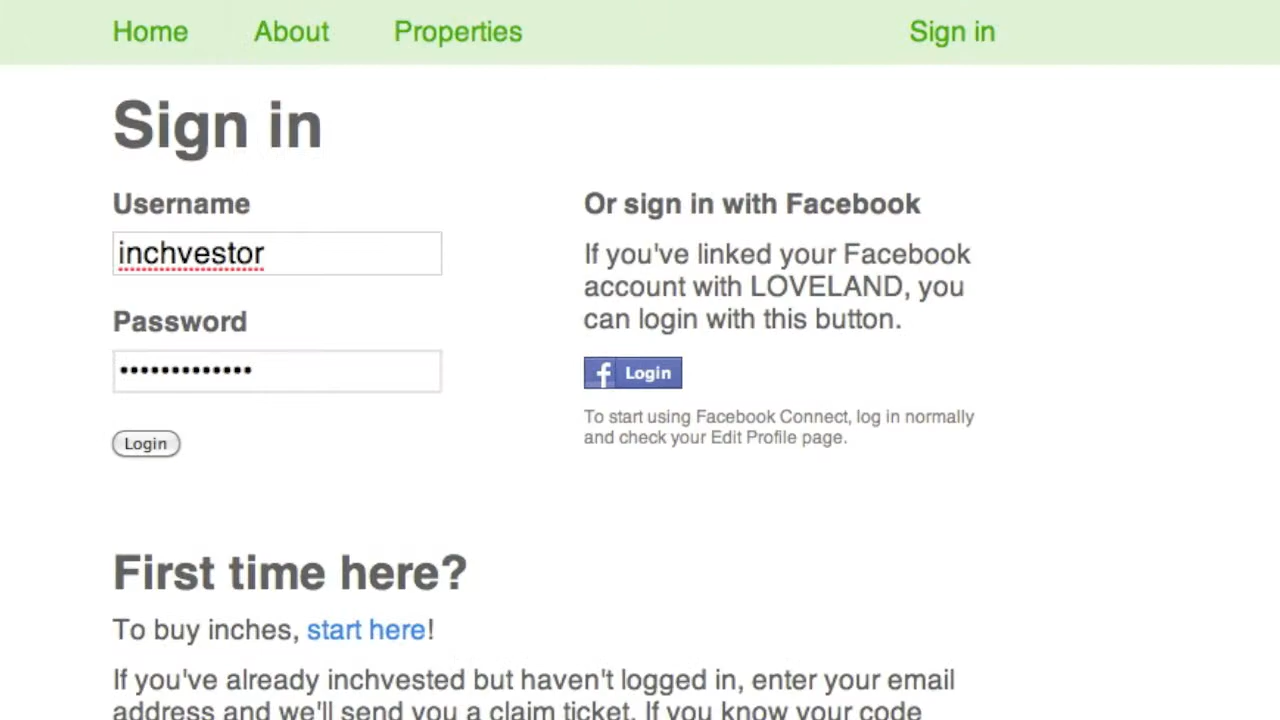 Home About Properties Sign in
Sign in
Username
inchvestor
Password
•••••••••••••
Login
Or sign in with Facebook
If you've linked your Facebook
account with LOVELAND, you
can login with this button.
f Login
To start using Facebook Connect, log in normally
and check your Edit Profile page.
First time here?
To buy inches, start here!
If you've already inchvested but haven't logged in, enter your email
address and we'll send you a claim ticket. If you know your code